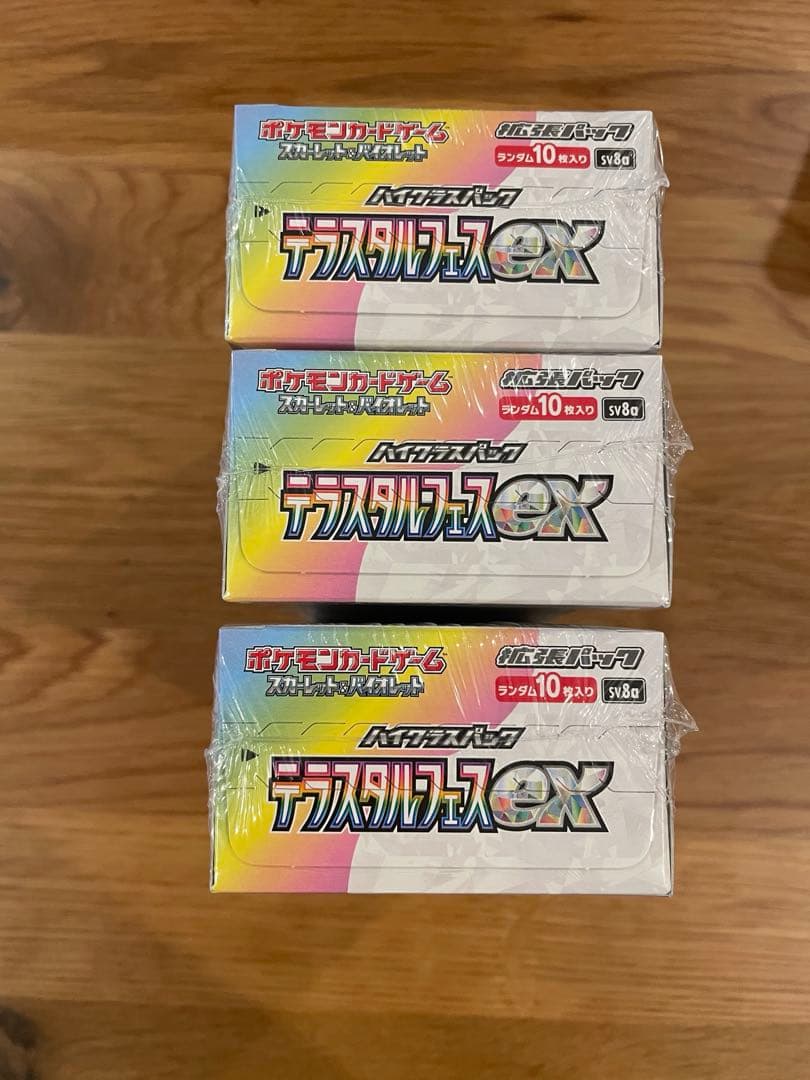 ポケモンカードゲーム 拡張パック
スカーレット&バイオレット ランダム10枚入り sv8a
ハイクラスパック
テラスタルフェスex
ポケモンカードゲーム 拡張パック
スカーレット&バイオレット ランダム10枚入り sv8a
ハイクラスパック
テラスタルフェスex
ポケモンカードゲーム 拡張パック
スカーレット&バイオレット ランダム10枚入り sv8a
ハイクラスパック
テラスタルフェスex